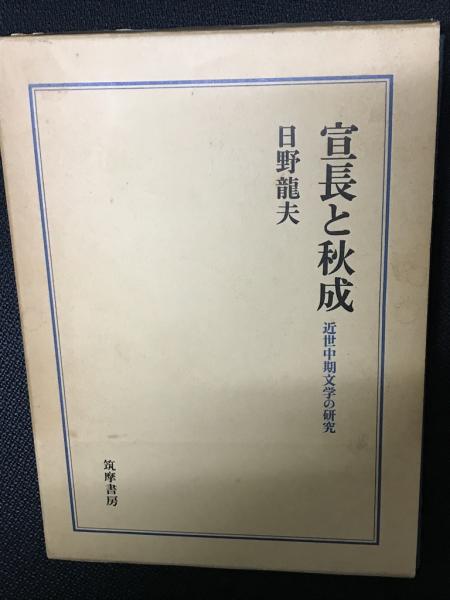 宣長と秋成
近世中期文学の研究
日野龍夫
筑摩書房